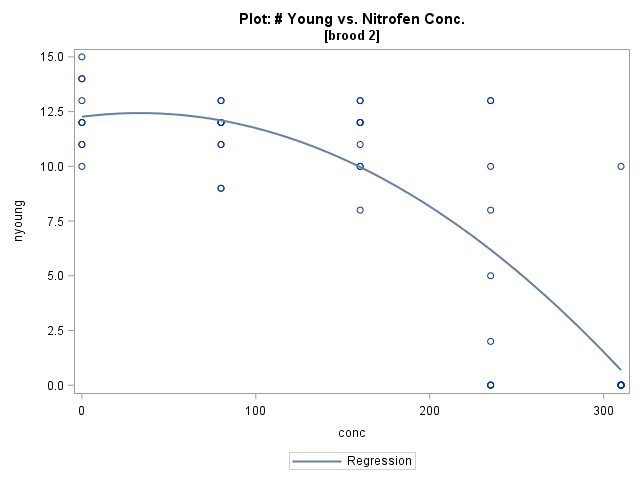 Plot: # Young vs. Nitrofen Conc.
[brood 2]
15.0
12.5
10.0
7.5
5.0
2.5
0.0
nyoung
0 100 200 300
conc
Regression